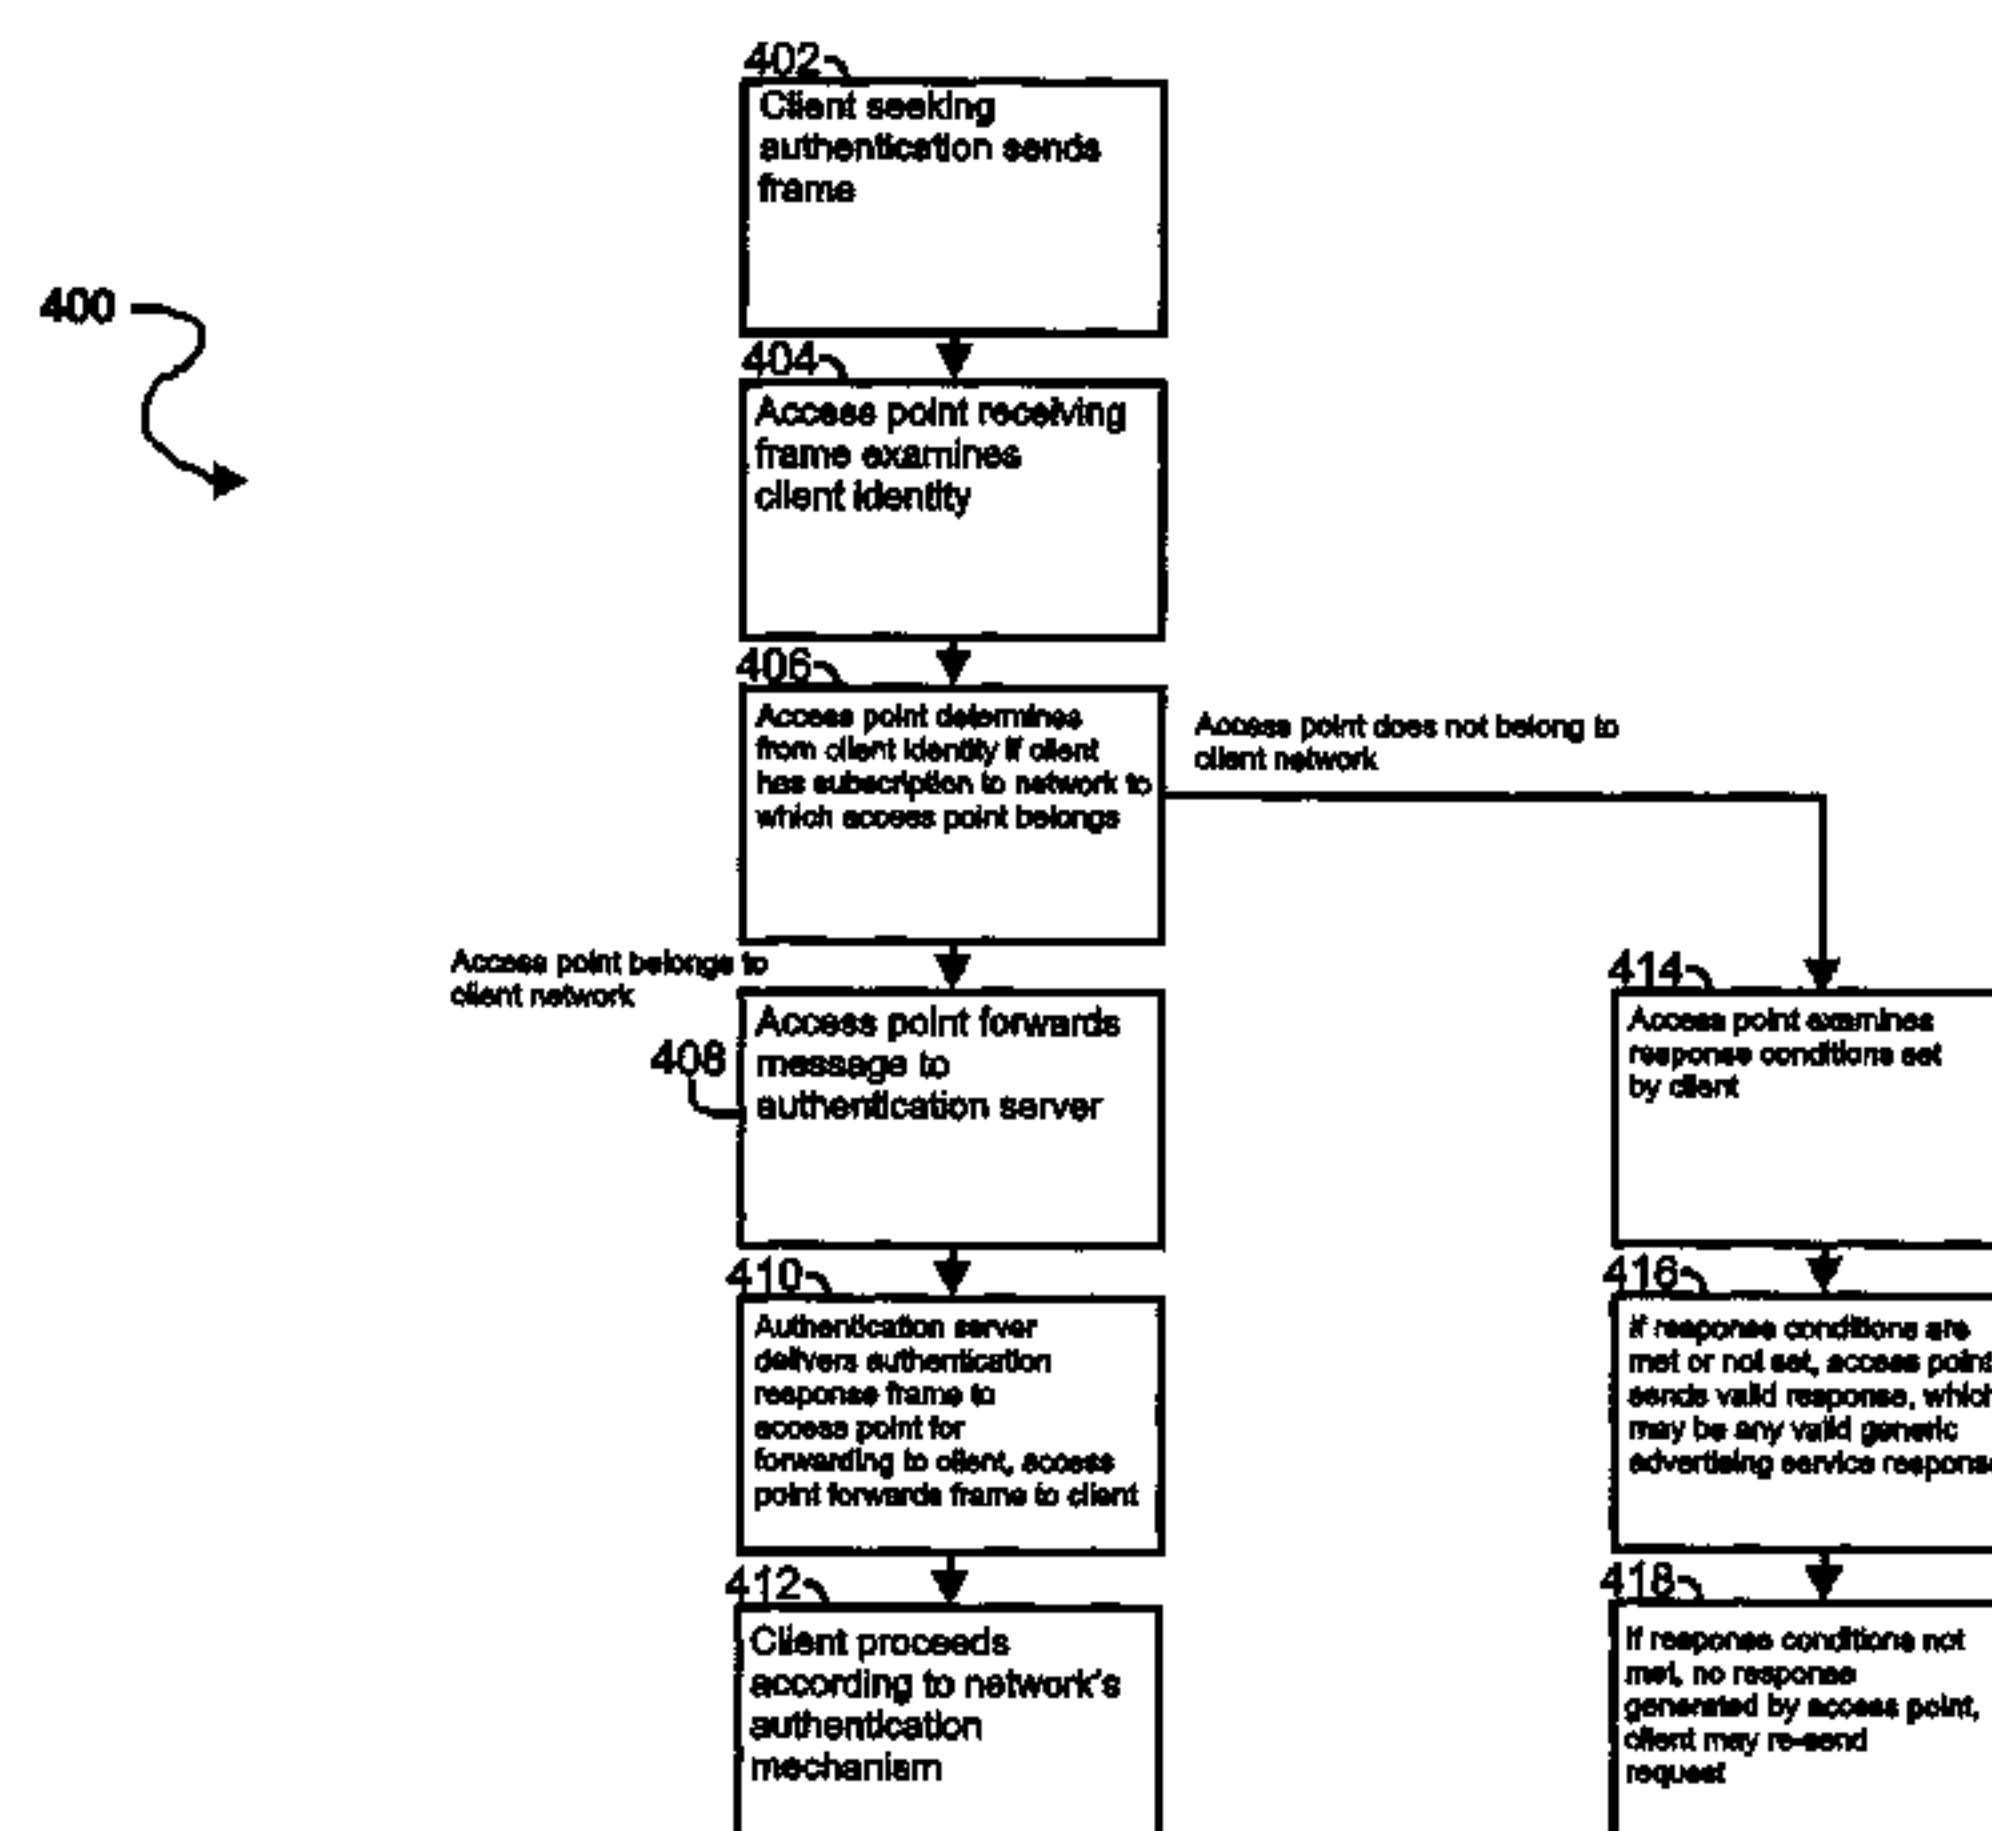 402
Client seeking
authentication sends
frame
400
404
Access point receiving
frame examines
client identity
406
Access point determines
from client identity if client
has subscription to network to
which access point belongs
Access point does not belong to
client network
Access point belongs to
client network
408
Access point forwards
message to
authentication server
414
Access point examines
response conditions set
by client
410
Authentication server
delivers authentication
response frame to
access point for
forwarding to client, access
point forwards frame to client
416
If response conditions are
met or not set, access point
sends valid response, which
may be any valid generic
advertising service response
412
Client proceeds
according to network's
authentication
mechanism
418
If response conditions not
met, no response
generated by access point,
client may re-send
request